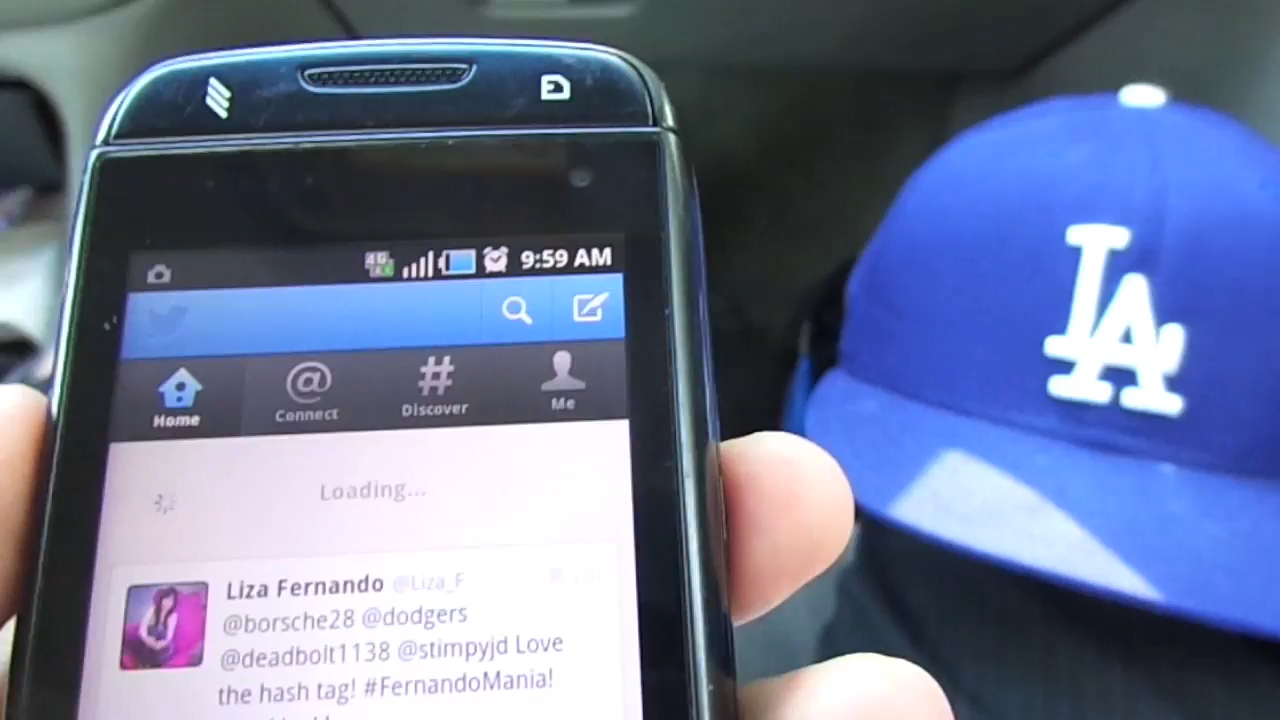 4G
9:59 AM
Home
@
Connect
#
Discover
Me
Loading...
Liza Fernando @Liza_F
@borsche28 @dodgers
@deadbolt1138 @stimpyjd Love
the hash tag! #FernandoMania!
LA